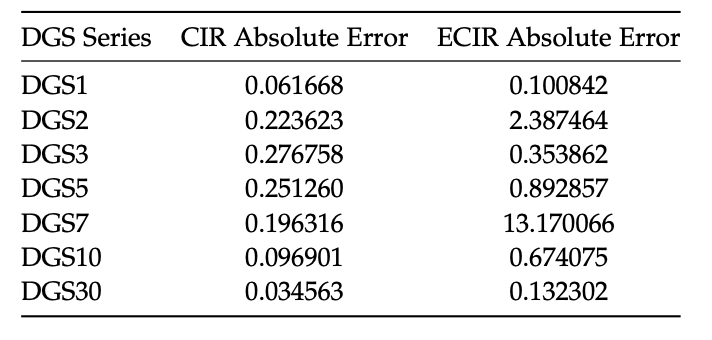 DGS Series CIR Absolute Error ECIR Absolute Error
DGS1 0.061668 0.100842
DGS2 0.223623 2.387464
DGS3 0.276758 0.353862
DGS5 0.251260 0.892857
DGS7 0.196316 13.170066
DGS10 0.096901 0.674075
DGS30 0.034563 0.132302